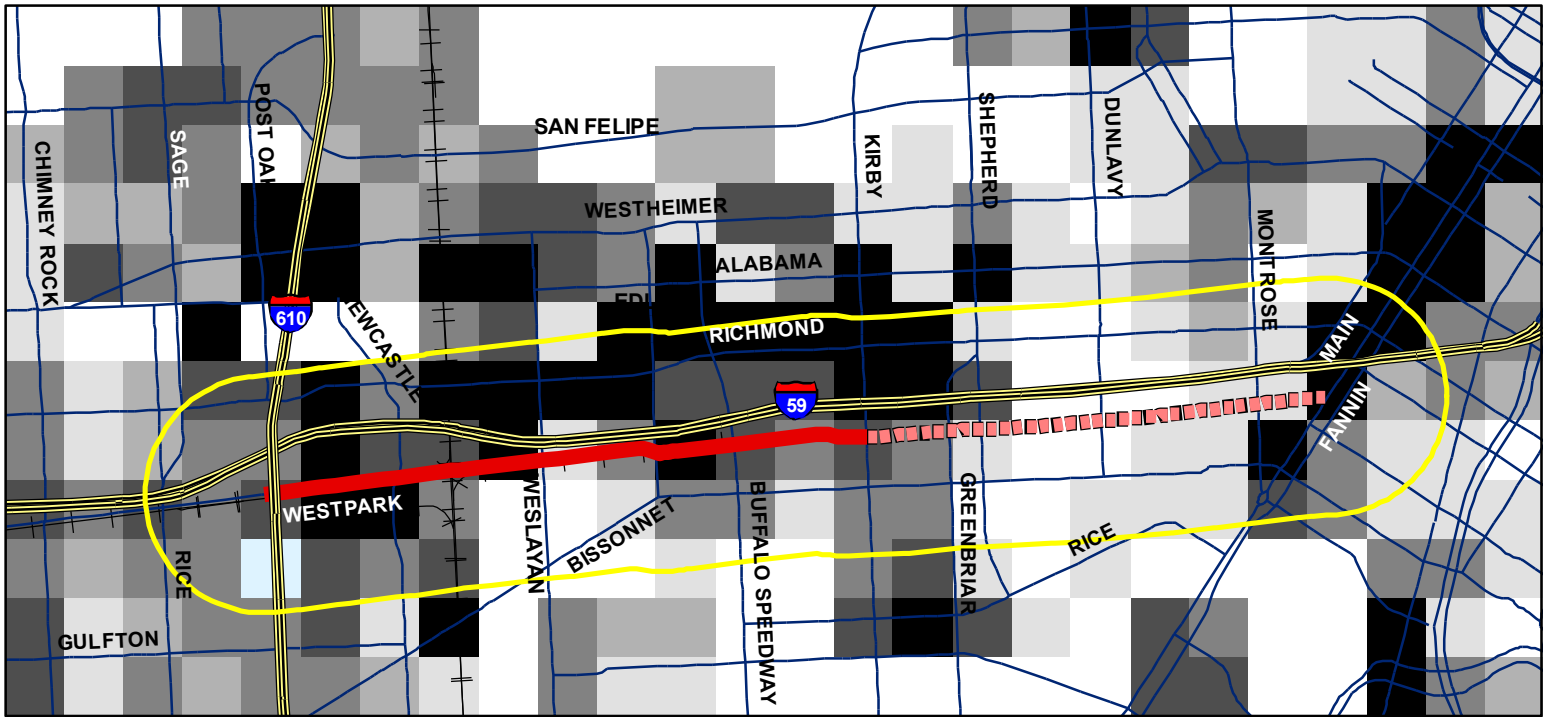 POST OAK
SAN FELIPE
SAGE
CHIMNEY ROCK
KIRBY
SHEPHERD
DUNLAVY
WESTHEIMER
MONTROSE
ALABAMA
610
EWCASTLE
RICHMOND
MAIN
59
FANNIN
WESTPARK
WESLAYAN
BISSONNET
BUFFALO SPEEDWAY
GREENBRIAR
RICE
RICE
GULFTON